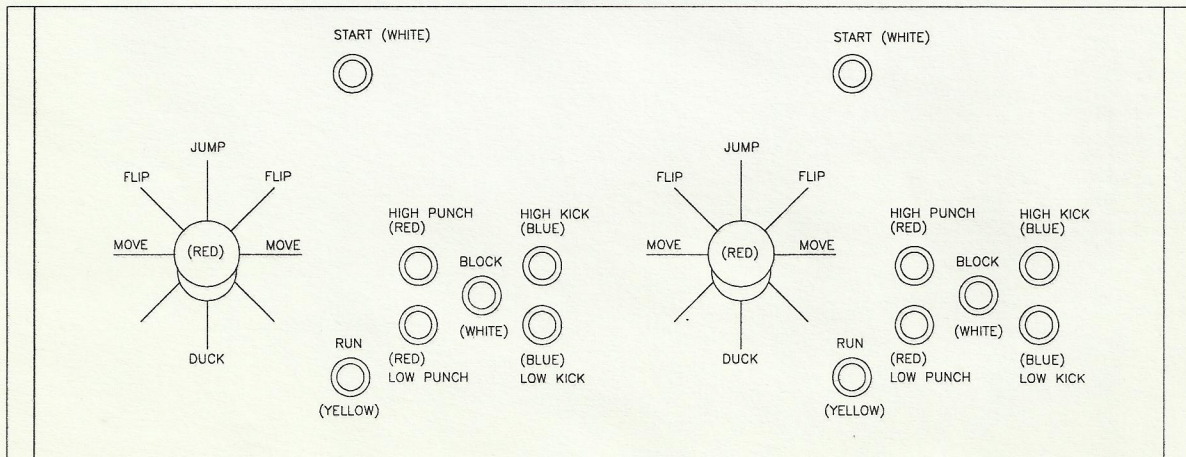 START (WHITE)
START (WHITE)
JUMP
FLIP
FLIP
MOVE
(RED)
MOVE
DUCK
HIGH PUNCH
(RED)
HIGH KICK
(BLUE)
BLOCK
(WHITE)
(RED)
LOW PUNCH
(BLUE)
LOW KICK
RUN
(YELLOW)
JUMP
FLIP
FLIP
MOVE
(RED)
MOVE
DUCK
HIGH PUNCH
(RED)
HIGH KICK
(BLUE)
BLOCK
(WHITE)
(RED)
LOW PUNCH
(BLUE)
LOW KICK
RUN
(YELLOW)